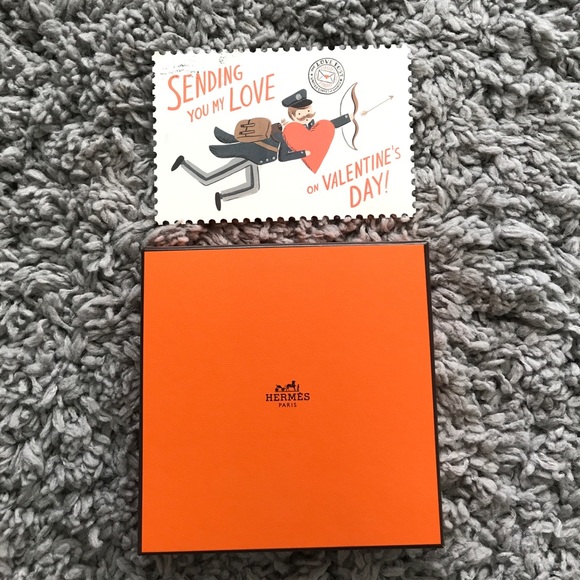 SENDING
YOU MY LOVE
ON VALENTINE'S
DAY!
HERMÈS
PARIS